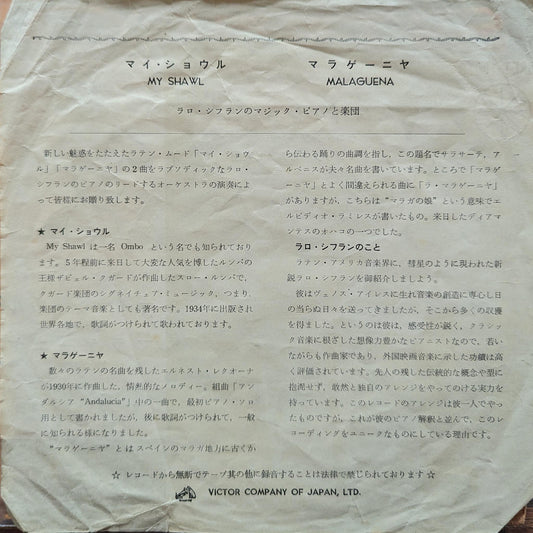 マイ・ショウル
MY SHAWL
マラゲーニヤ
MALAGUENA
ラロ・シフランのマジック・ピアノと楽団
新しい魅惑をたたえたラテン・ムード「マイ・ショウ
ル」「マラゲーニヤ」の2曲をラプソディックなラロ・
シフランのピアノのリードするオーケストラの演奏によ
って皆様にお贈り致します。
★ マイ・ショウル
My Shawl は一名 Ombo という名でも知られており
ます。5年程前に来日して大変な人気を博したルンバの
王様ザビエル・クガードが作曲したスロー・ルンバで、
クガード楽団のシグネイチュア・ミュージック、つまり、
楽団のテーマ音楽としても著名です。1934年に出版され
世界各地で、歌詞がつけられて歌われております。
★ マラゲーニヤ
数々のラテンの名曲を残したエルネスト・レクオーナ
が1930年に作曲した、情熱的なメロディー。組曲「アン
ダルシア “Andalucia”」中の一曲で、最初ピアノ・ソロ
用として書かれましたが、後に歌詞がつけられて、一般
に知られる様になりました。
“マラゲーニヤ”とはスペインのマラガ地方に古くか
ら伝わる踊りの曲調を指し、この題名でサラサーテ、ア
ルベニスが夫々名曲を書いています。ところで「マラゲ
ーニヤ」とよく間違えられる曲に「ラ・マラゲーニヤ」
がありますが、こちらは“マラガの娘”という意味でエ
ルピディオ・ラミレスが書いたもの。来日したディアマ
ンテスのオハコの一つでした。
ラロ・シフランのこと
ラテン・アメリカ音楽界に、彗星のように現われた新
鋭ラロ・シフランを御紹介しましよう。
彼はヴェノス・アイレスに生れ音楽の創造に専心し日
の当らぬ日々を送ってきましたが、そこから多くの収穫
を得ました。というのは彼は、感受性が鋭く、クラシッ
ク音楽に根ざした想像力豊かなピアニストなので、若い
ながらも作曲家であり、外国映画音楽に示した功績は高
く評価されています。先人の残した伝統的な概念や型に
拘泥せず、敢然と独自のアレンジをやってのける実力を
持っています。このレコードのアレンジは彼一人でやっ
たものですが、これが彼のピアノ解釈と並んで、このレ
コーディングをユニークなものにしている理由です。
☆ レコードから無断でテープ其の他に録音することは法律で禁じられております ☆
VICTOR COMPANY OF JAPAN, LTD.